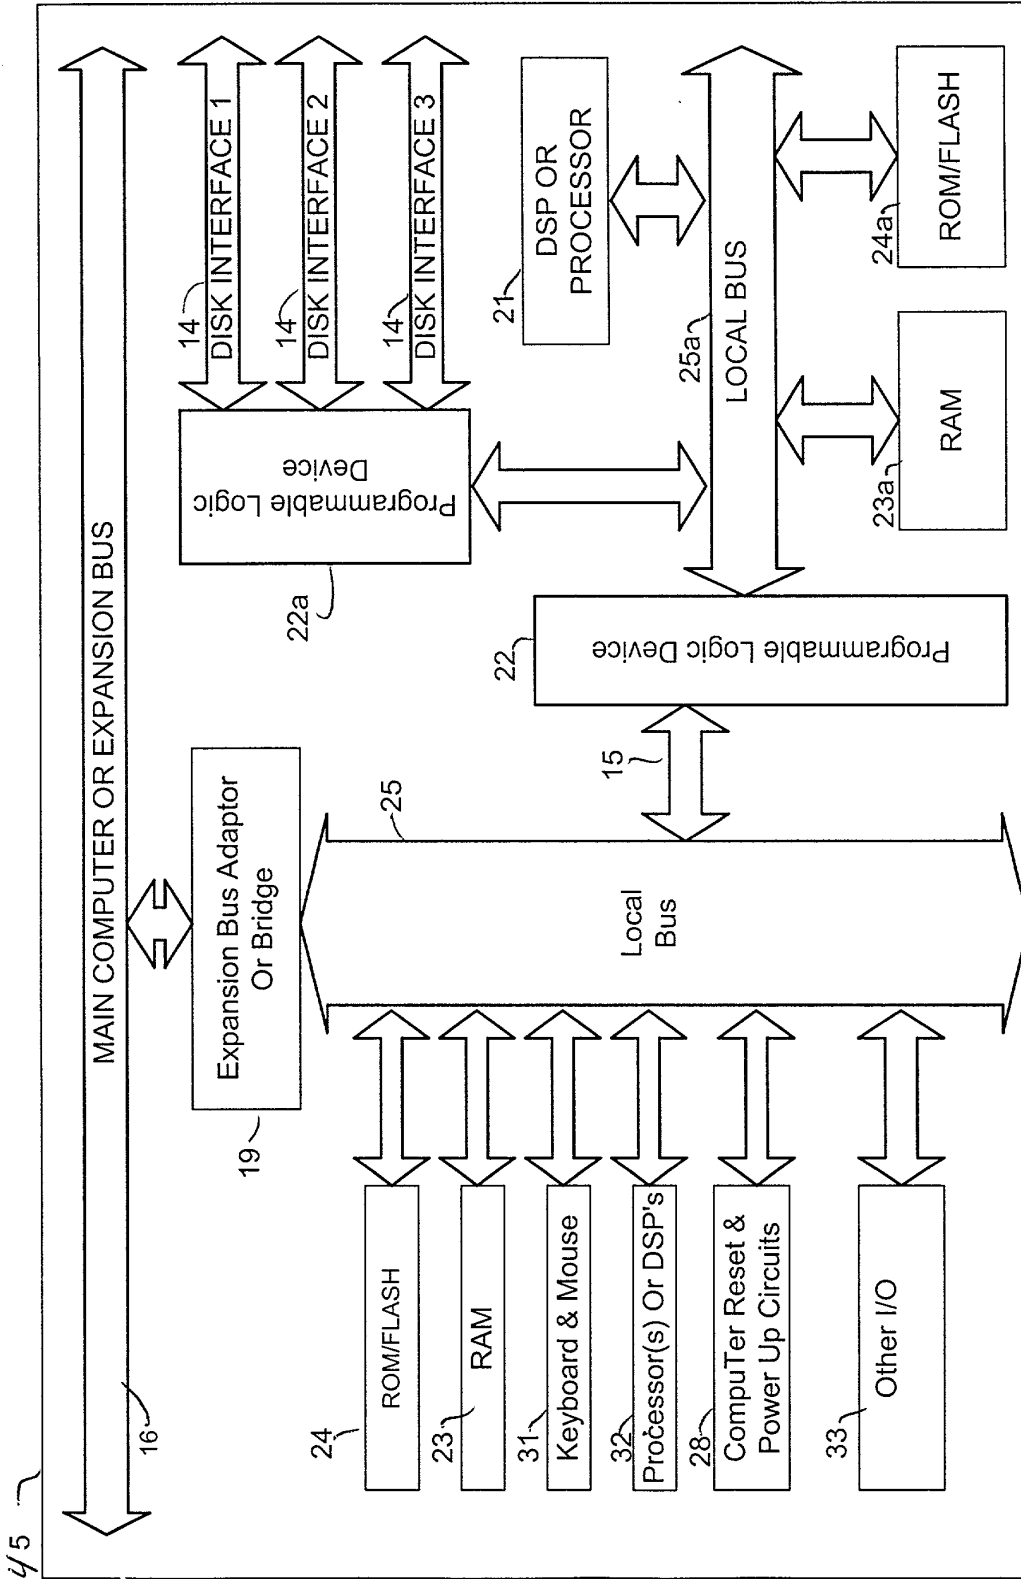 4/5
MAIN COMPUTER OR EXPANSION BUS
16
Expansion Bus Adaptor
Or Bridge
19
14
DISK INTERFACE 1
14
DISK INTERFACE 2
14
DISK INTERFACE 3
Programmable Logic
Device
22a
ROM/FLASH
24
RAM
23
Keyboard & Mouse
31
Processor(s) Or DSP's
32
CompuTer Reset &
Power Up Circuits
28
Other I/O
33
Local
Bus
25
15
Programmable Logic Device
22
DSP OR
PROCESSOR
21
LOCAL BUS
25a
RAM
23a
ROM/FLASH
24a